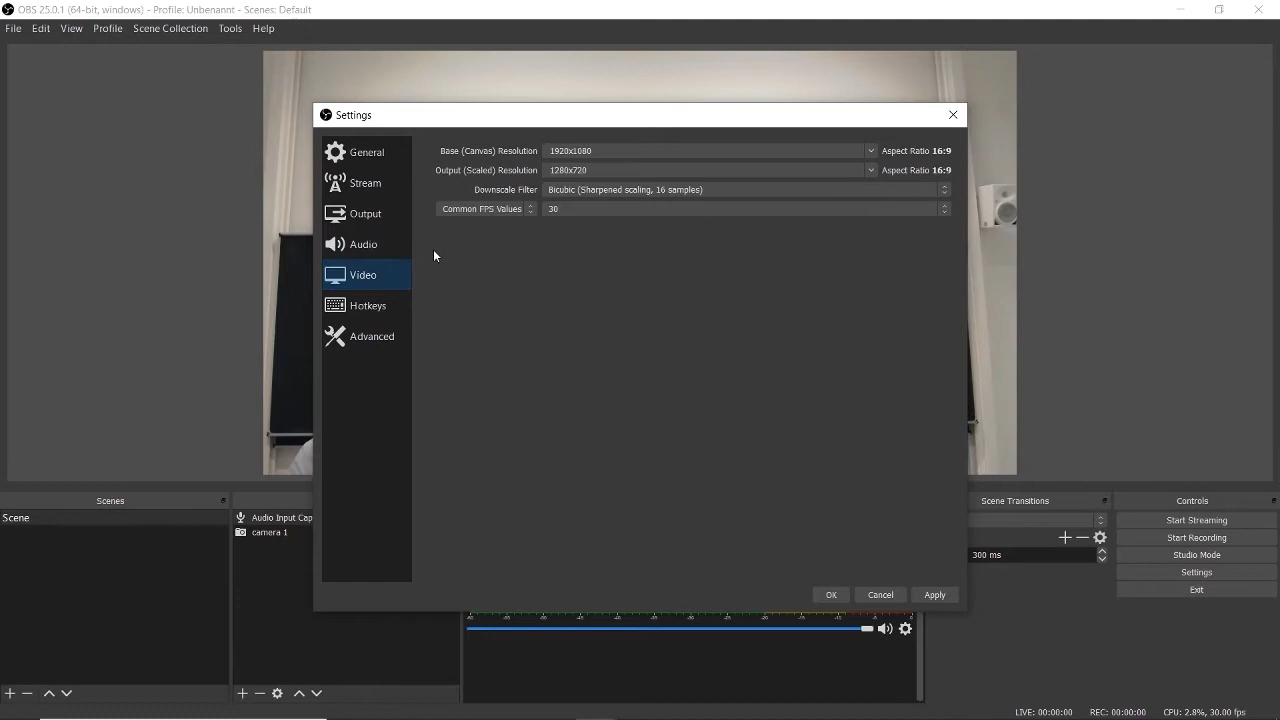 OBS 25.0.1 (64-bit, windows) - Profile: Unbenannt - Scenes: Default
File Edit View Profile Scene Collection Tools Help
Settings
General
Stream
Output
Audio
Video
Hotkeys
Advanced
Base (Canvas) Resolution 1920x1080 Aspect Ratio 16:9
Output (Scaled) Resolution 1280x720 Aspect Ratio 16:9
Downscale Filter Bicubic (Sharpened scaling, 16 samples)
Common FPS Values 30
OK Cancel Apply
Scenes
Scene
Audio Input Cap
camera 1
Scene Transitions
300 ms
Controls
Start Streaming
Start Recording
Studio Mode
Settings
Exit
LIVE: 00:00:00 REC: 00:00:00 CPU: 2.8%, 30.00 fps